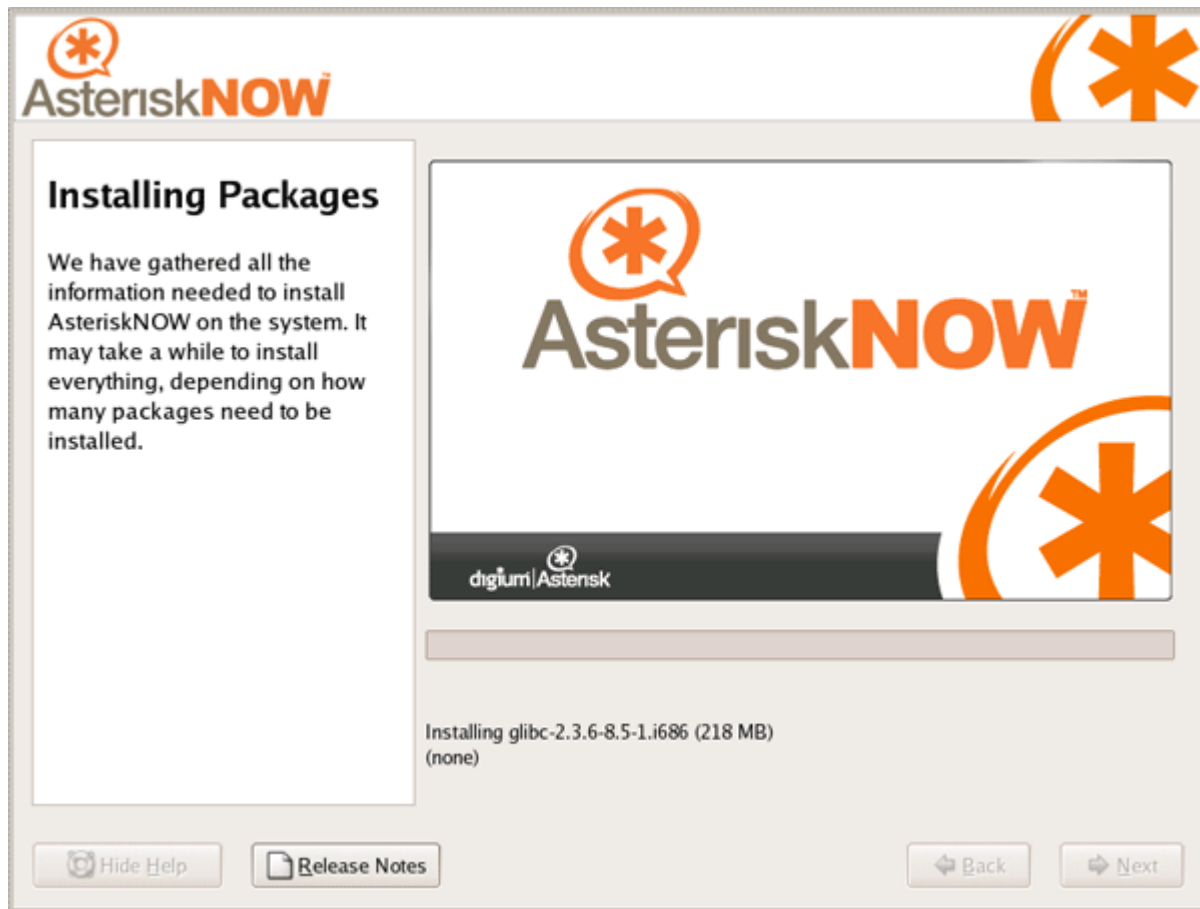 AsteriskNOW™
Installing Packages
We have gathered all the
information needed to install
AsteriskNOW on the system. It
may take a while to install
everything, depending on how
many packages need to be
installed.
AsteriskNOW™
digium|Asterisk
Installing glibc-2.3.6-8.5-1.i686 (218 MB)
(none)
Hide Help
Release Notes
Back
Next